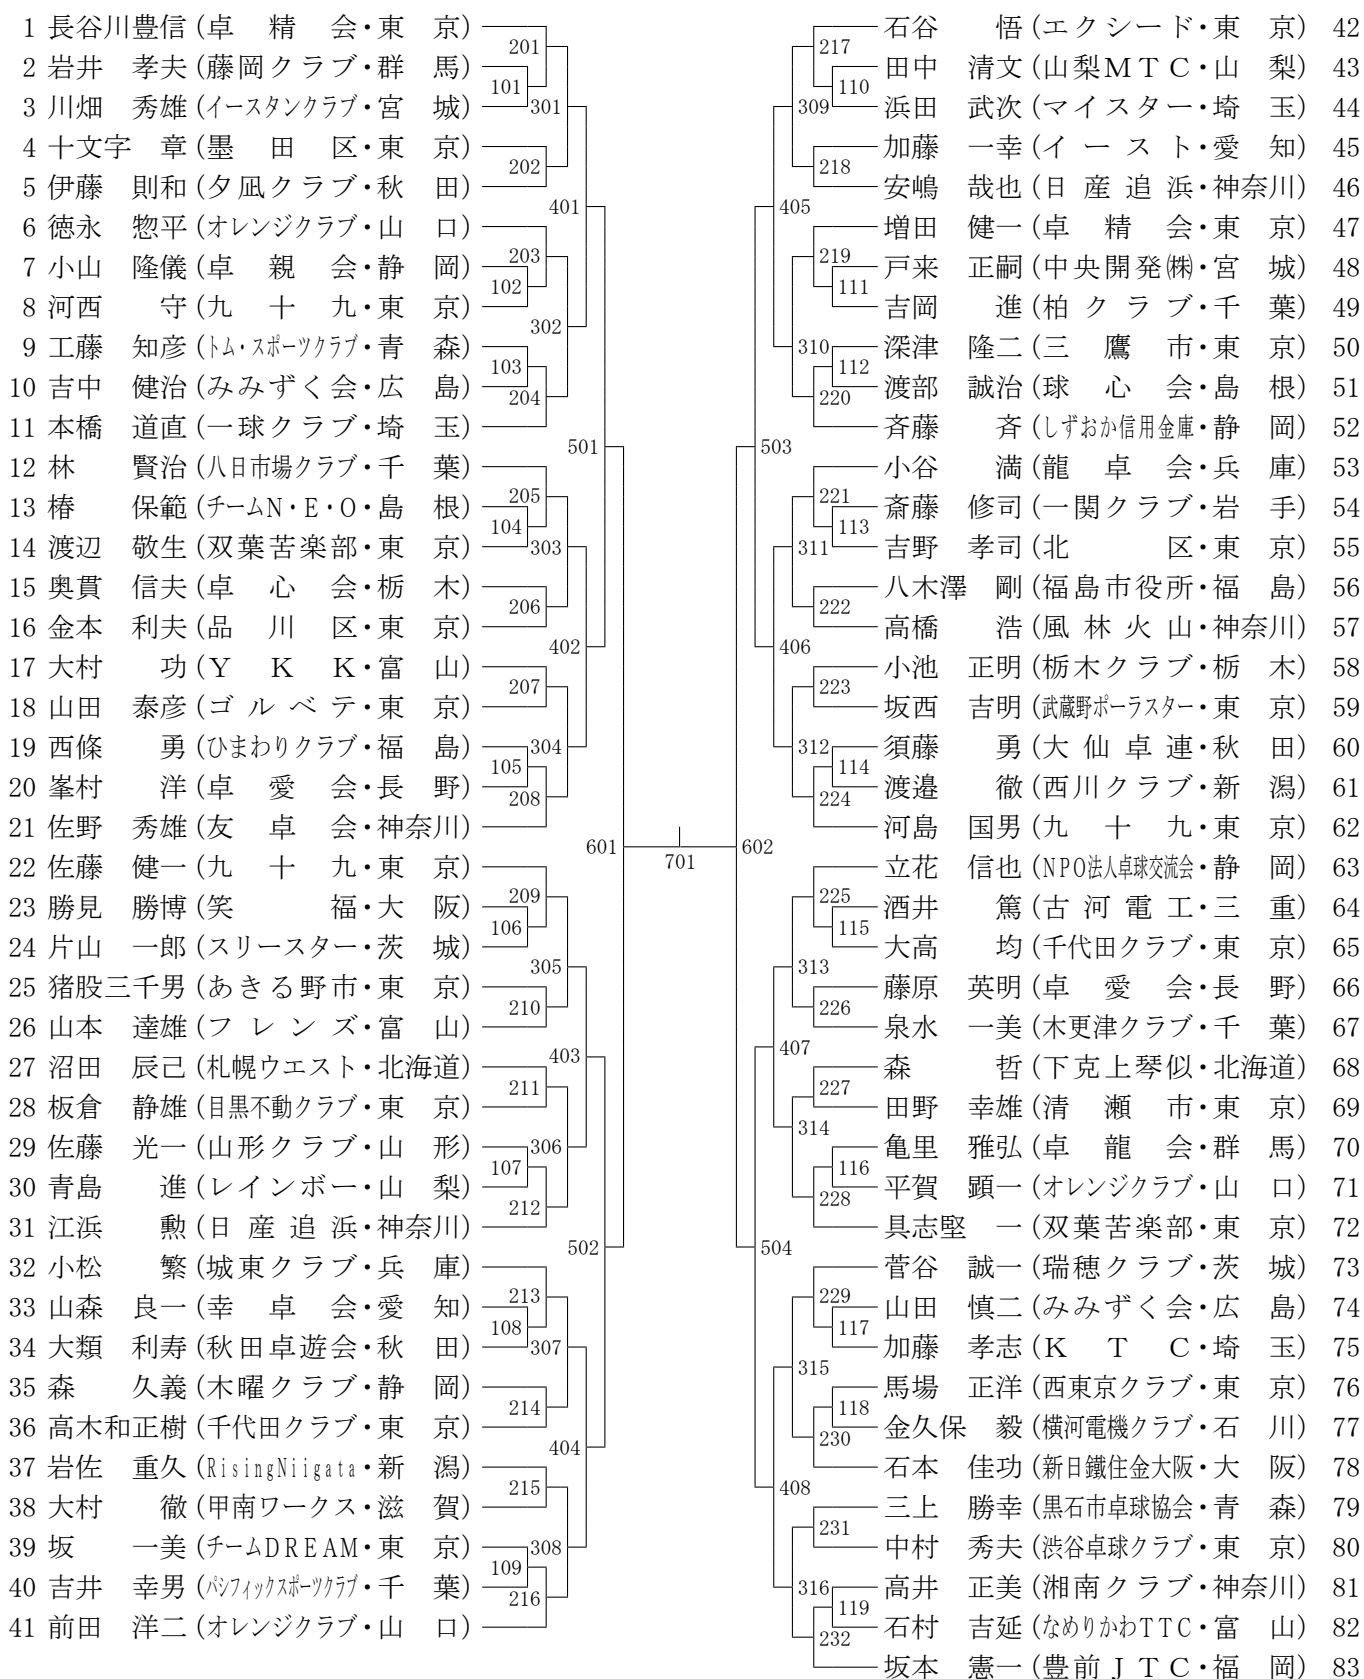 1 長谷川豊信 (卓精会・東京)
2 岩井 孝夫 (藤岡クラブ・群馬)
3 川畑 秀雄 (イースタンクラブ・宮城)
4 十文字 章 (墨田区・東京)
5 伊藤 則和 (夕凪クラブ・秋田)
6 徳永 惣平 (オレンジクラブ・山口)
7 小山 隆儀 (卓親会・静岡)
8 河西 守 (九十九・東京)
9 工藤 知彦 (トム・スポーツクラブ・青森)
10 吉中 健治 (みみずく会・広島)
11 本橋 道直 (一球クラブ・埼玉)
12 林 賢治 (八日市場クラブ・千葉)
13 椿 保範 (チームN・E・O・島根)
14 渡辺 敬生 (双葉苦楽部・東京)
15 奥貫 信夫 (卓心会・栃木)
16 金本 利夫 (品川区・東京)
17 大村 功 (YKK・富山)
18 山田 泰彦 (ゴルベテ・東京)
19 西條 勇 (ひまわりクラブ・福島)
20 峯村 洋 (卓愛会・長野)
21 佐野 秀雄 (友卓会・神奈川)
22 佐藤 健一 (九十九・東京)
23 勝見 勝博 (笑福・大阪)
24 片山 一郎 (スリースター・茨城)
25 猪股三千男 (あきる野市・東京)
26 山本 達雄 (フレンズ・富山)
27 沼田 辰己 (札幌ウエスト・北海道)
28 板倉 静雄 (目黒不動クラブ・東京)
29 佐藤 光一 (山形クラブ・山形)
30 青島 進 (レインボー・山梨)
31 江浜 勲 (日産追浜・神奈川)
32 小松 繁 (城東クラブ・兵庫)
33 山森 良一 (幸卓会・愛知)
34 大類 利寿 (秋田卓遊会・秋田)
35 森 久義 (木曜クラブ・静岡)
36 高木和正樹 (千代田クラブ・東京)
37 岩佐 重久 (RisingNiigata・新潟)
38 大村 徹 (甲南ワークス・滋賀)
39 坂 一美 (チームDREAM・東京)
40 吉井 幸男 (パシフィックスポーツクラブ・千葉)
41 前田 洋二 (オレンジクラブ・山口)
101
102
103
104
105
106
107
108
109
201
202
203
204
205
206
207
208
209
210
211
212
213
214
215
216
301
302
303
304
305
306
307
308
401
402
403
404
501
502
601
701
602
503
504
405
406
407
408
309
310
311
312
313
314
315
316
217
218
219
220
221
222
223
224
225
226
227
228
229
230
231
232
110
111
112
113
114
115
116
117
118
119
石谷 悟 (エクシード・東京) 42
田中 清文 (山梨MTC・山梨) 43
浜田 武次 (マイスター・埼玉) 44
加藤 一幸 (イースト・愛知) 45
安嶋 哉也 (日産追浜・神奈川) 46
増田 健一 (卓精会・東京) 47
戸来 正嗣 (中央開発㈱・宮城) 48
吉岡 進 (柏クラブ・千葉) 49
深津 隆二 (三鷹市・東京) 50
渡部 誠治 (球心会・島根) 51
斉藤 斉 (しずおか信用金庫・静岡) 52
小谷 満 (龍卓会・兵庫) 53
斎藤 修司 (一関クラブ・岩手) 54
吉野 孝司 (北区・東京) 55
八木澤 剛 (福島市役所・福島) 56
高橋 浩 (風林火山・神奈川) 57
小池 正明 (栃木クラブ・栃木) 58
坂西 吉明 (武蔵野ポーラスター・東京) 59
須藤 勇 (大仙卓連・秋田) 60
渡邉 徹 (西川クラブ・新潟) 61
河島 国男 (九十九・東京) 62
立花 信也 (NPO法人卓球交流会・静岡) 63
酒井 篤 (古河電工・三重) 64
大高 均 (千代田クラブ・東京) 65
藤原 英明 (卓愛会・長野) 66
泉水 一美 (木更津クラブ・千葉) 67
森 哲 (下克上琴似・北海道) 68
田野 幸雄 (清瀬市・東京) 69
亀里 雅弘 (卓龍会・群馬) 70
平賀 顕一 (オレンジクラブ・山口) 71
具志堅 一 (双葉苦楽部・東京) 72
菅谷 誠一 (瑞穂クラブ・茨城) 73
山田 慎二 (みみずく会・広島) 74
加藤 孝志 (KTC・埼玉) 75
馬場 正洋 (西東京クラブ・東京) 76
金久保 毅 (横河電機クラブ・石川) 77
石本 佳功 (新日鐵住金大阪・大阪) 78
三上 勝幸 (黒石市卓球協会・青森) 79
中村 秀夫 (渋谷卓球クラブ・東京) 80
高井 正美 (湘南クラブ・神奈川) 81
石村 吉延 (なめりかわTTC・富山) 82
坂本 憲一 (豊前JTC・福岡) 83